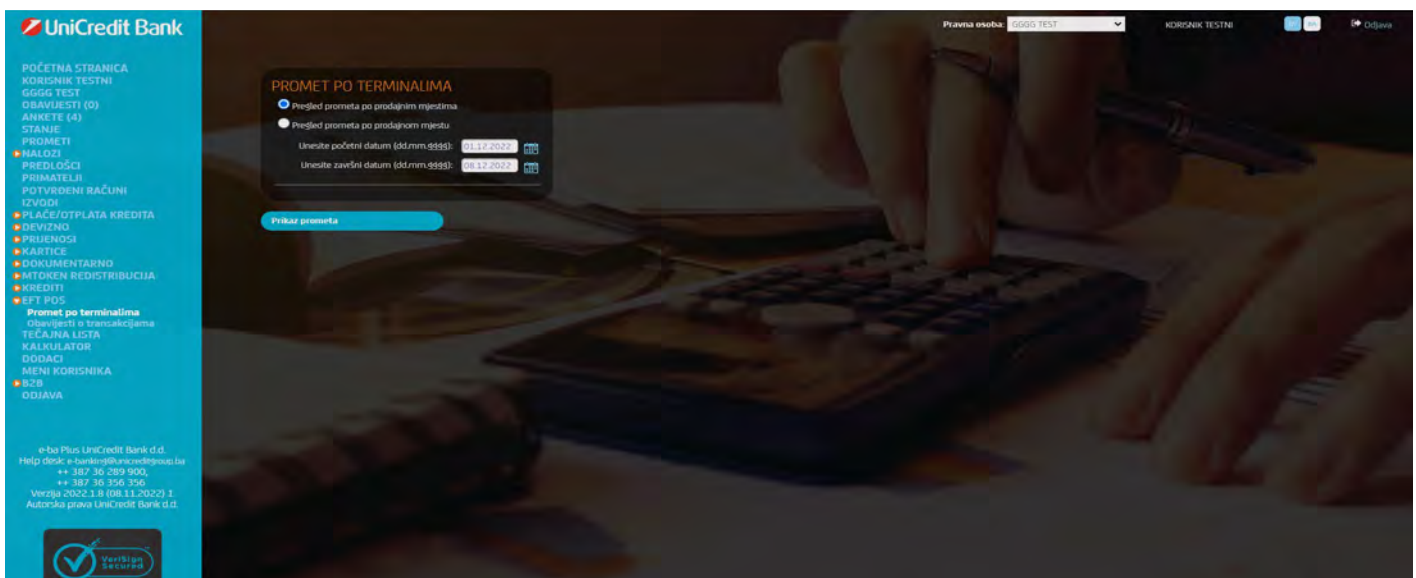 UniCredit Bank
Pravna osoba: GGGG TEST
KORISNIK TESTNI
Odjava
POČETNA STRANICA
KORISNIK TESTNI
GGGG TEST
OBAVIJESTI (0)
ANKETE (4)
STANJE
PROMETI
NALOZI
PREDLOŠCI
PRIMATELJI
POTVRĐENI RAČUNI
IZVODI
PLAĆE/OTPLATA KREDITA
DEVIZNO
PRIJENOSI
KARTICE
DOKUMENTARNO
MTOKEN REDISTRIBUCIJA
KREDITI
EFT POS
Promet po terminalima
Obavijesti o transakcijama
TEČAJNA LISTA
KALKULATOR
DODACI
MENI KORISNIKA
B2B
ODJAVA
e-ba Plus UniCredit Bank d.d.
Help desk: e-banking@unicreditgroup.ba
++ 387 36 289 900,
++ 387 36 356 356
Verzija 2022.1.8 (08.11.2022) 1
Autorska prava UniCredit Bank d.d.
VeriSign
Secured
PROMET PO TERMINALIMA
Pregled prometa po prodajnim mjestima
Pregled prometa po prodajnom mjestu
Unesite početni datum (dd.mm.gggg): 01.12.2022
Unesite završni datum (dd.mm.gggg): 08.12.2022
Prikaz prometa